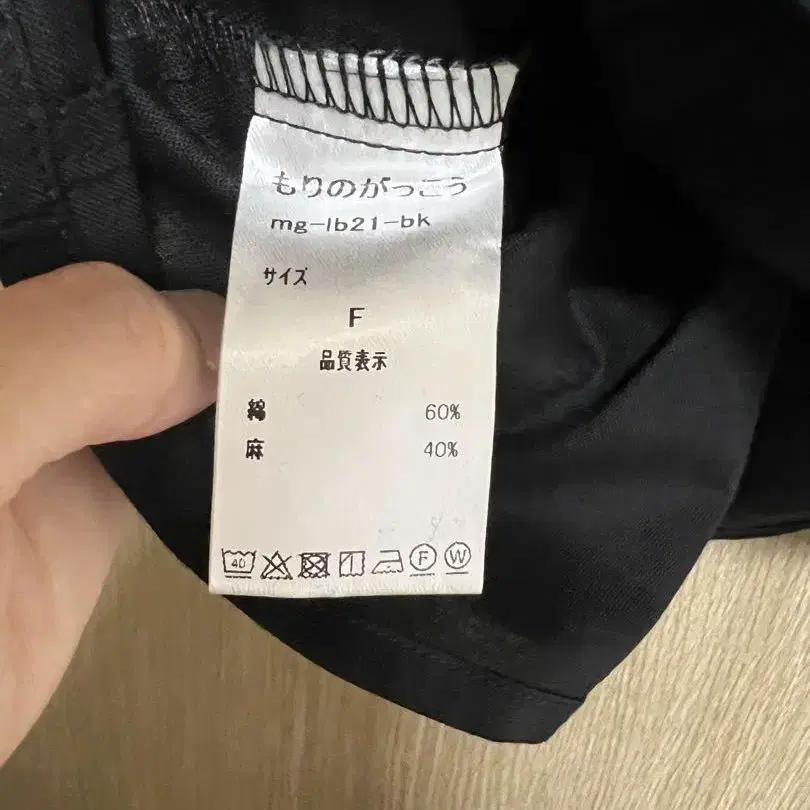 もりのがっこう
mg-lb21-bk
サイズ
F
品質表示
綿 60%
麻 40%
40 F W